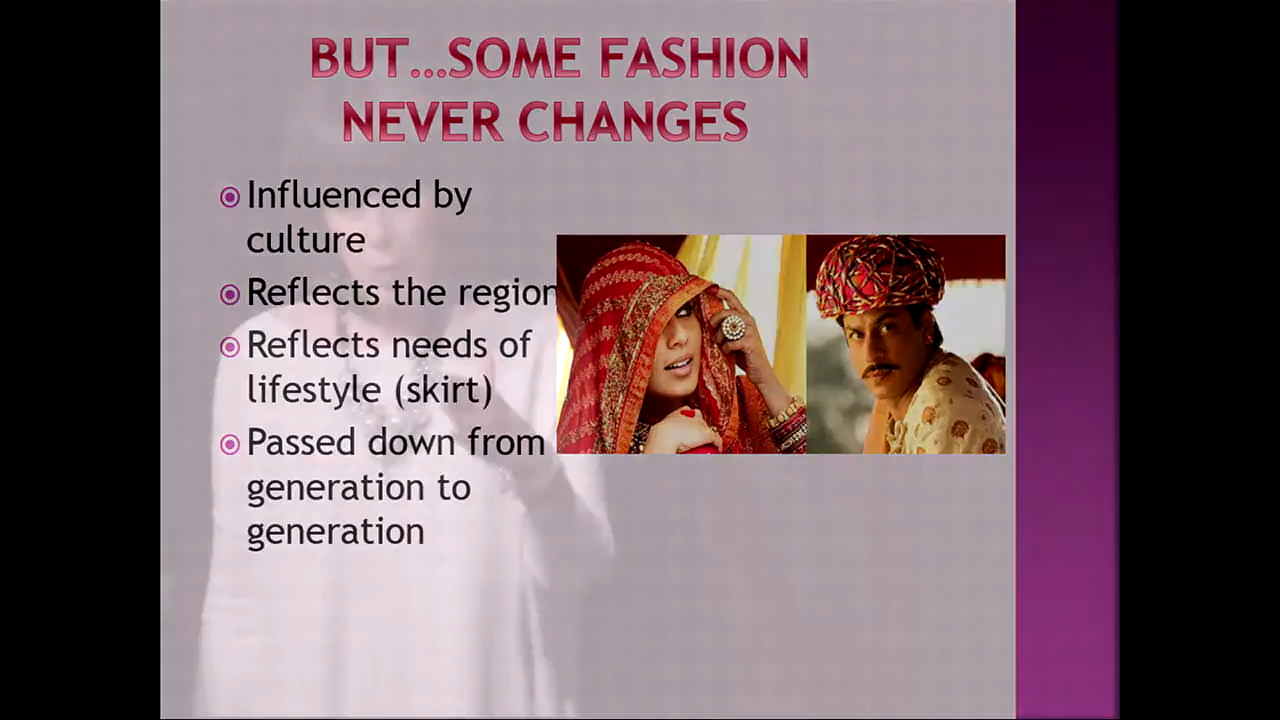 BUT...SOME FASHION
NEVER CHANGES
Influenced by
culture
Reflects the region
Reflects needs of
lifestyle (skirt)
Passed down from
generation to
generation